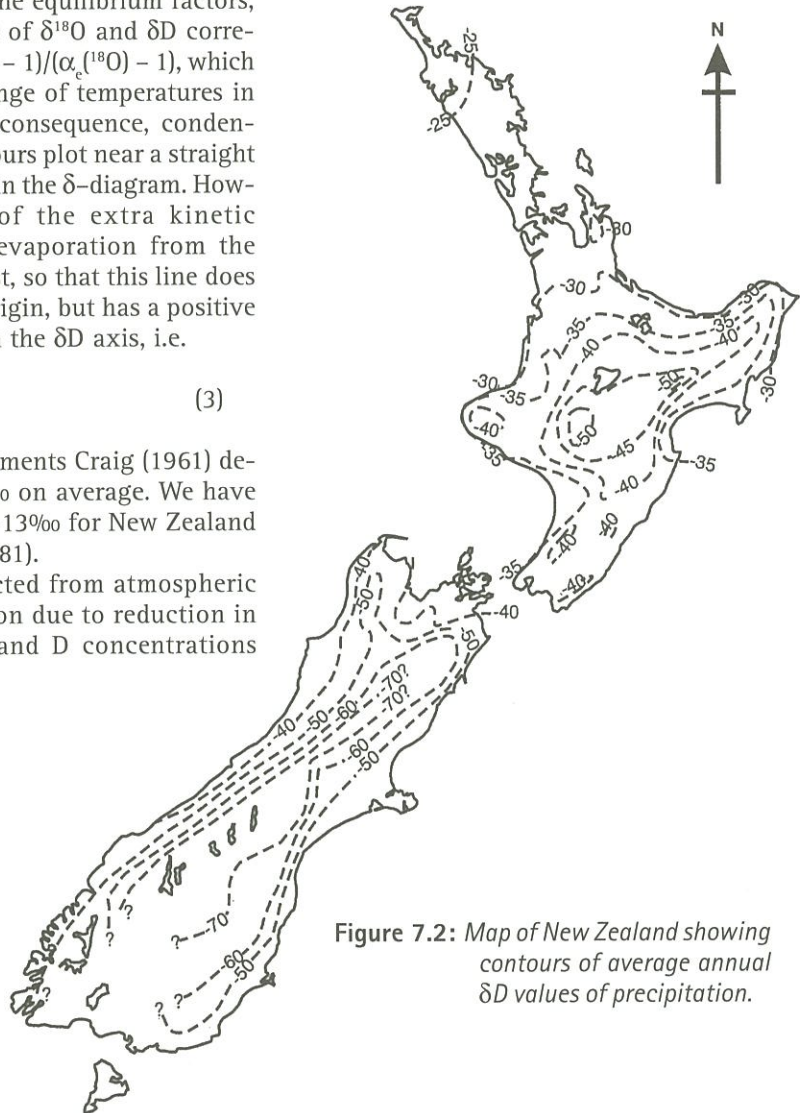 he equilibrium factors,
of δ¹⁸O and δD corre-
– 1)/(αₑ(¹⁸O) – 1), which
nge of temperatures in
consequence, conden-
ours plot near a straight
in the δ–diagram. How-
of the extra kinetic
evaporation from the
t, so that this line does
igin, but has a positive
the δD axis, i.e.
(3)
ments Craig (1961) de-
on average. We have
13‰ for New Zealand
81).
cted from atmospheric
on due to reduction in
and D concentrations
N
-25
-25
-30
-30
-30
-35
-35
-40
-40
-30
-35
-50
-30
-40
-35
-50
-45
-35
-40
-40
-40
-40
-35
-40
-50
-40
-50
-70?
-70?
-40
-50
-60
-60
-50
?
?
?
-70
?
-60
-50
?
?
Figure 7.2: Map of New Zealand showing
contours of average annual
δD values of precipitation.